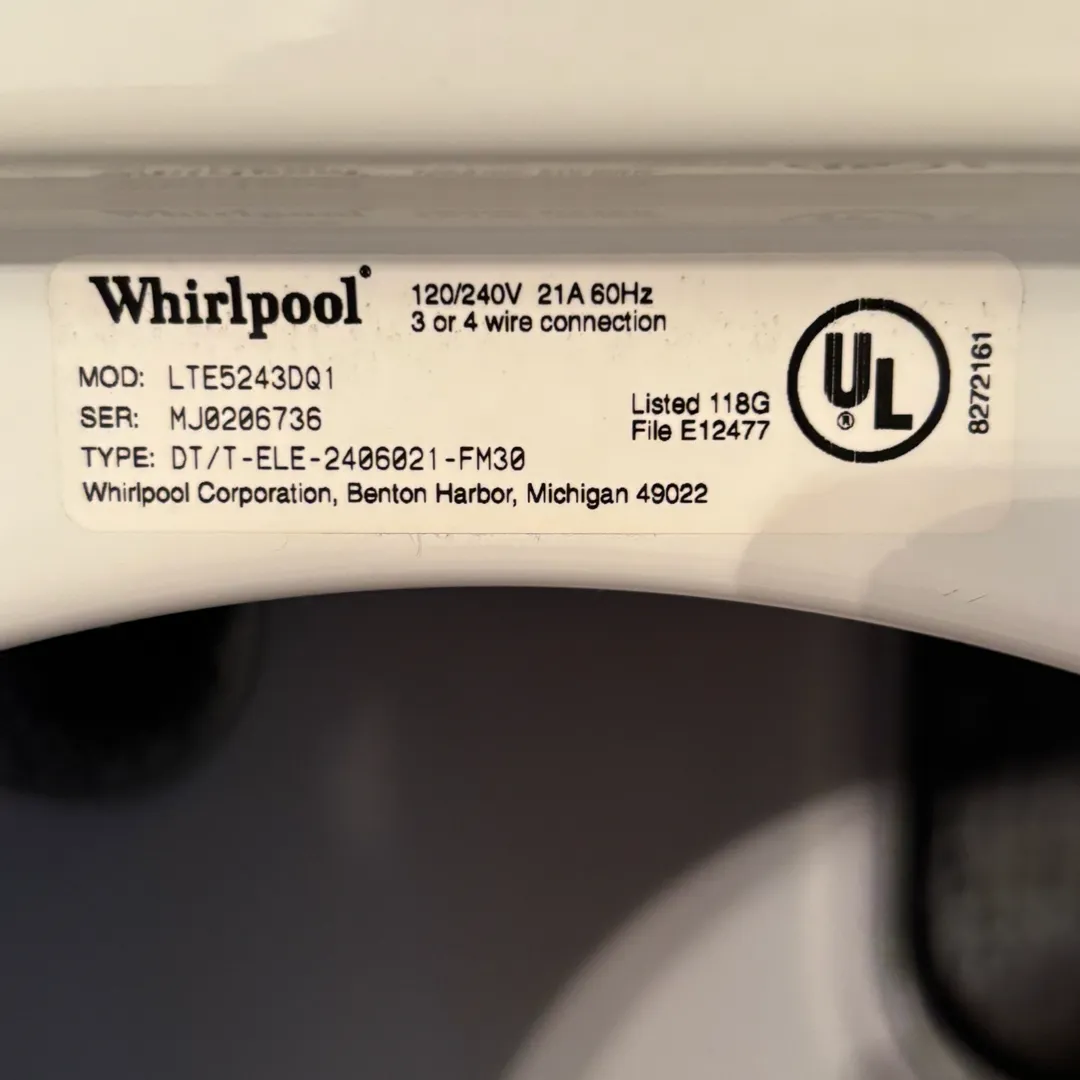 Whirlpool®
120/240V 21A 60Hz
3 or 4 wire connection
MOD: LTE5243DQ1
SER: MJ0206736
TYPE: DT/T-ELE-2406021-FM30
Whirlpool Corporation, Benton Harbor, Michigan 49022
Listed 118G
File E12477
UL®
8272161